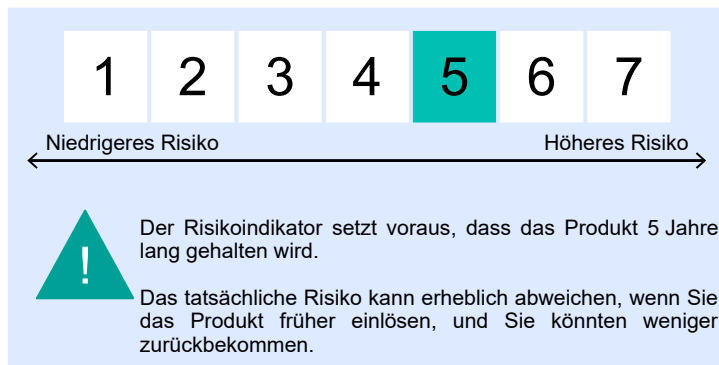 1 2 3 4 5 6 7
Niedrigeres Risiko Höheres Risiko
!
Der Risikoindikator setzt voraus, dass das Produkt 5 Jahre
lang gehalten wird.
Das tatsächliche Risiko kann erheblich abweichen, wenn Sie
das Produkt früher einlösen, und Sie könnten weniger
zurückbekommen.